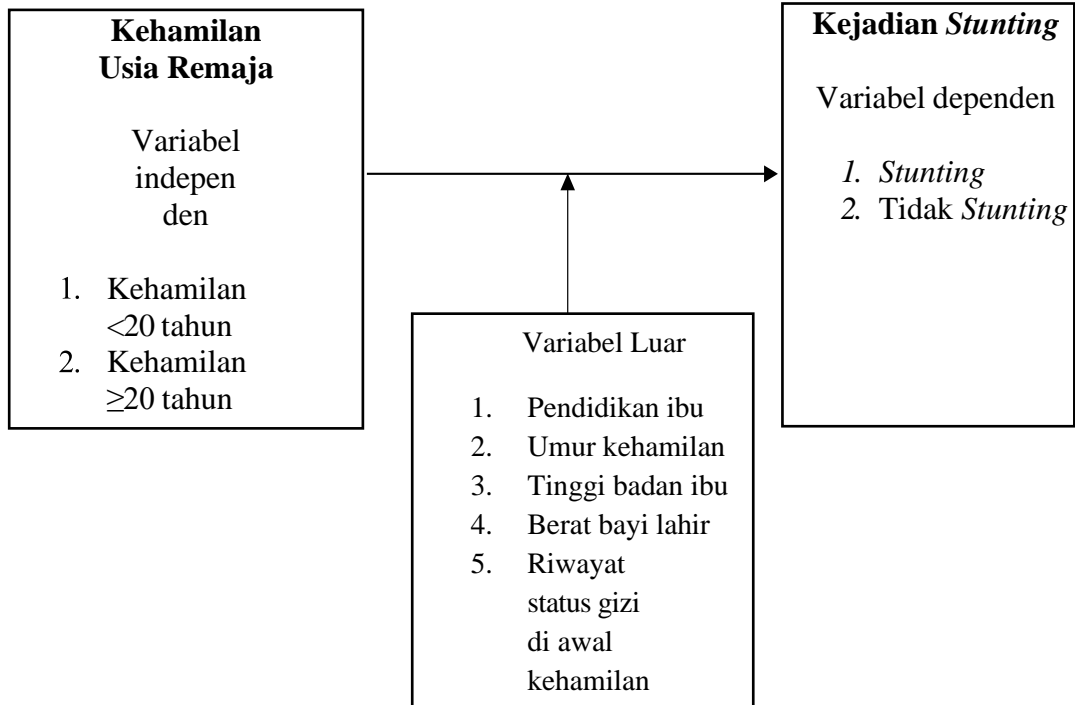 Kehamilan
Usia Remaja
Variabel
indepen
den
1. Kehamilan
<20 tahun
2. Kehamilan
≥20 tahun
Kejadian Stunting
Variabel dependen
1. Stunting
2. Tidak Stunting
Variabel Luar
1. Pendidikan ibu
2. Umur kehamilan
3. Tinggi badan ibu
4. Berat bayi lahir
5. Riwayat
status gizi
di awal
kehamilan